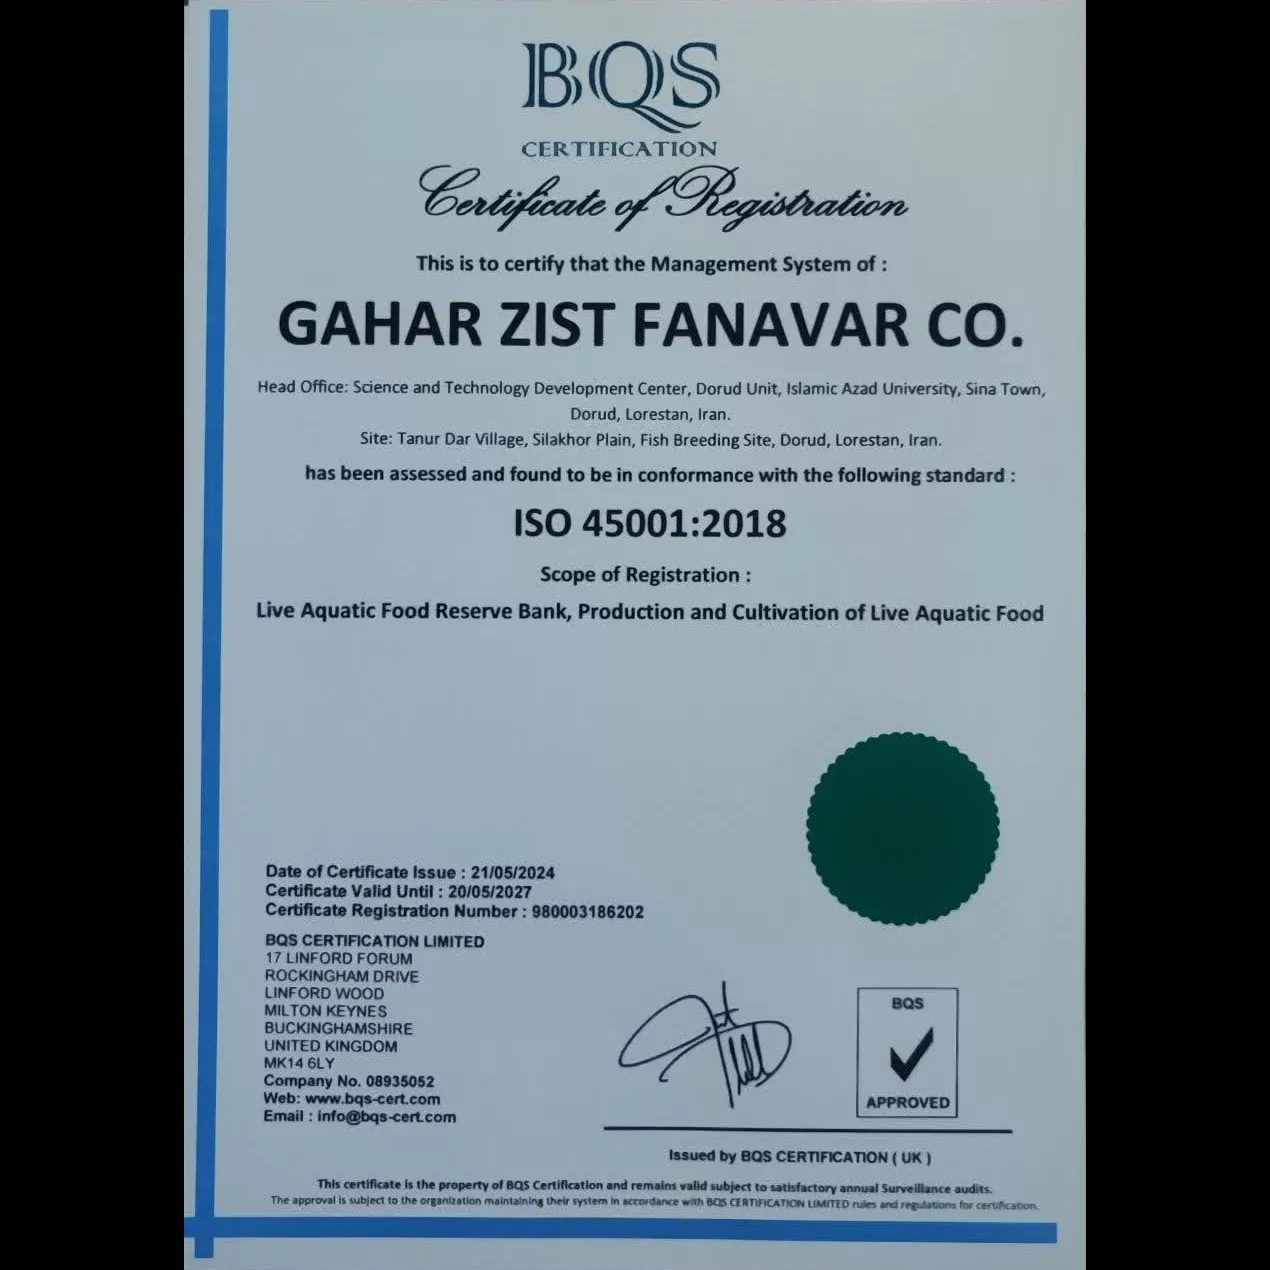 BQS
CERTIFICATION
Certificate of Registration
This is to certify that the Management System of :
GAHAR ZIST FANAVAR CO.
Head Office: Science and Technology Development Center, Dorud Unit, Islamic Azad University, Sina Town,
Dorud, Lorestan, Iran.
Site: Tanur Dar Village, Silakhor Plain, Fish Breeding Site, Dorud, Lorestan, Iran.
has been assessed and found to be in conformance with the following standard :
ISO 45001:2018
Scope of Registration :
Live Aquatic Food Reserve Bank, Production and Cultivation of Live Aquatic Food
Date of Certificate Issue : 21/05/2024
Certificate Valid Until : 20/05/2027
Certificate Registration Number : 980003186202
BQS CERTIFICATION LIMITED
17 LINFORD FORUM
ROCKINGHAM DRIVE
LINFORD WOOD
MILTON KEYNES
BUCKINGHAMSHIRE
UNITED KINGDOM
MK14 6LY
Company No. 08935052
Web: www.bqs-cert.com
Email : info@bqs-cert.com
BQS
APPROVED
Issued by BQS CERTIFICATION ( UK )
This certificate is the property of BQS Certification and remains valid subject to satisfactory annual Surveillance audits.
The approval is subject to the organization maintaining their system in accordance with BQS CERTIFICATION LIMITED rules and regulations for certification.